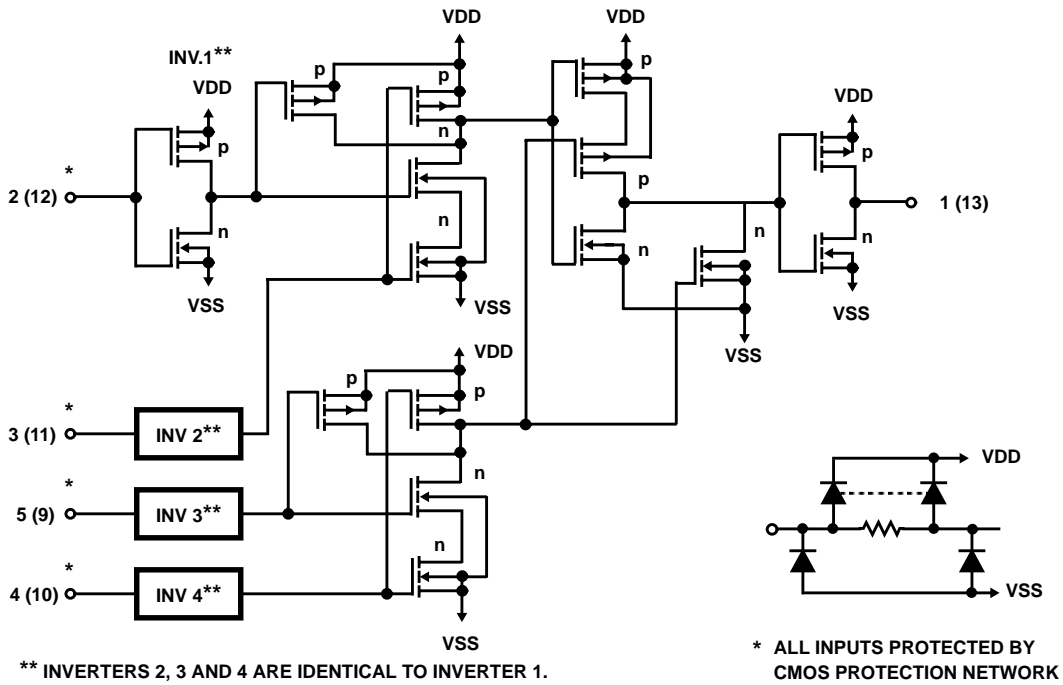 VDD
VDD
INV.1**
p
p
p
VDD
VDD
n
p
p
*
p
2 (12)
1 (13)
n
n
n
n
n
VSS
VSS
VSS
VDD
VSS
p
p
*
3 (11)
INV 2**
n
VDD
*
5 (9)
INV 3**
n
*
4 (10)
INV 4**
VSS
VSS
** INVERTERS 2, 3 AND 4 ARE IDENTICAL TO INVERTER 1.
* ALL INPUTS PROTECTED BY
CMOS PROTECTION NETWORK